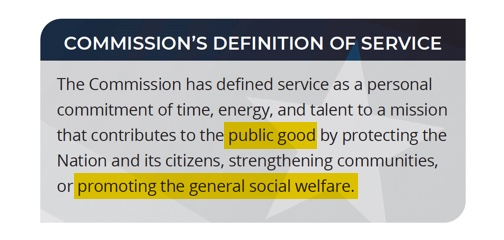 COMMISSION'S DEFINITION OF SERVICE
The Commission has defined service as a personal
commitment of time, energy, and talent to a mission
that contributes to the public good by protecting the
Nation and its citizens, strengthening communities,
or promoting the general social welfare.